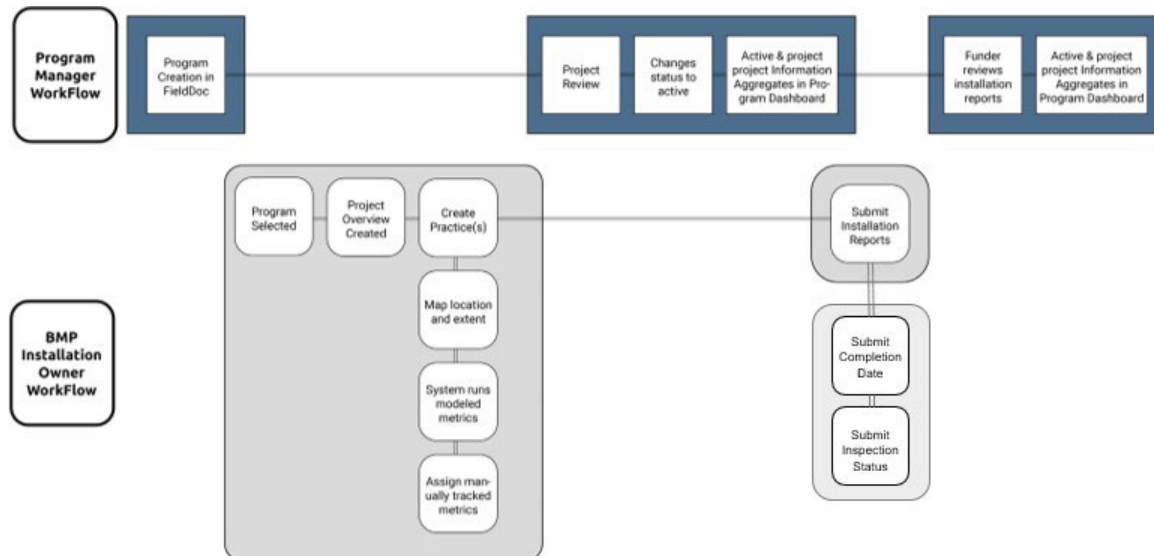 Program
Manager
WorkFlow
Program
Creation in
FieldDoc
Project
Review
Changes
status to
active
Active & project
project Information
Aggregates in Pro-
gram Dashboard
Funder
reviews
installation
reports
Active & project
project Information
Aggregates in
Program Dashboard
BMP
Installation
Owner
WorkFlow
Program
Selected
Project
Overview
Created
Create
Practice(s)
Map location
and extent
System runs
modeled
metrics
Assign man-
ually tracked
metrics
Submit
Installation
Reports
Submit
Completion
Date
Submit
Inspection
Status